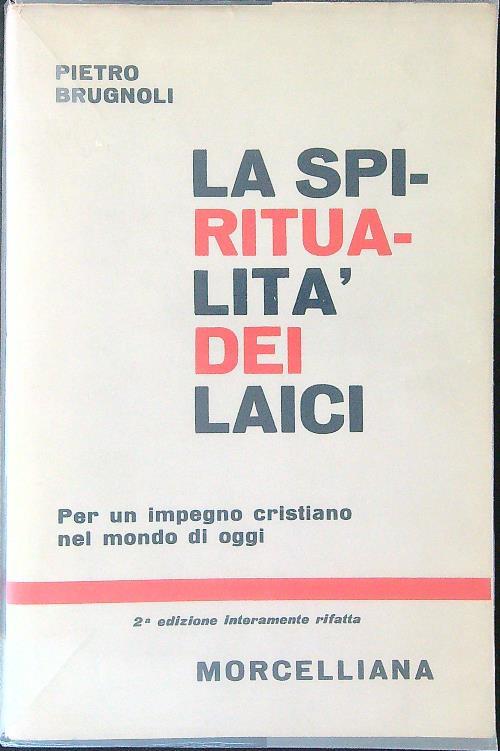 PIETRO
BRUGNOLI
LA SPI-
RITUA-
LITA'
DEI
LAICI
Per un impegno cristiano
nel mondo di oggi
2ª edizione interamente rifatta
MORCELLIANA